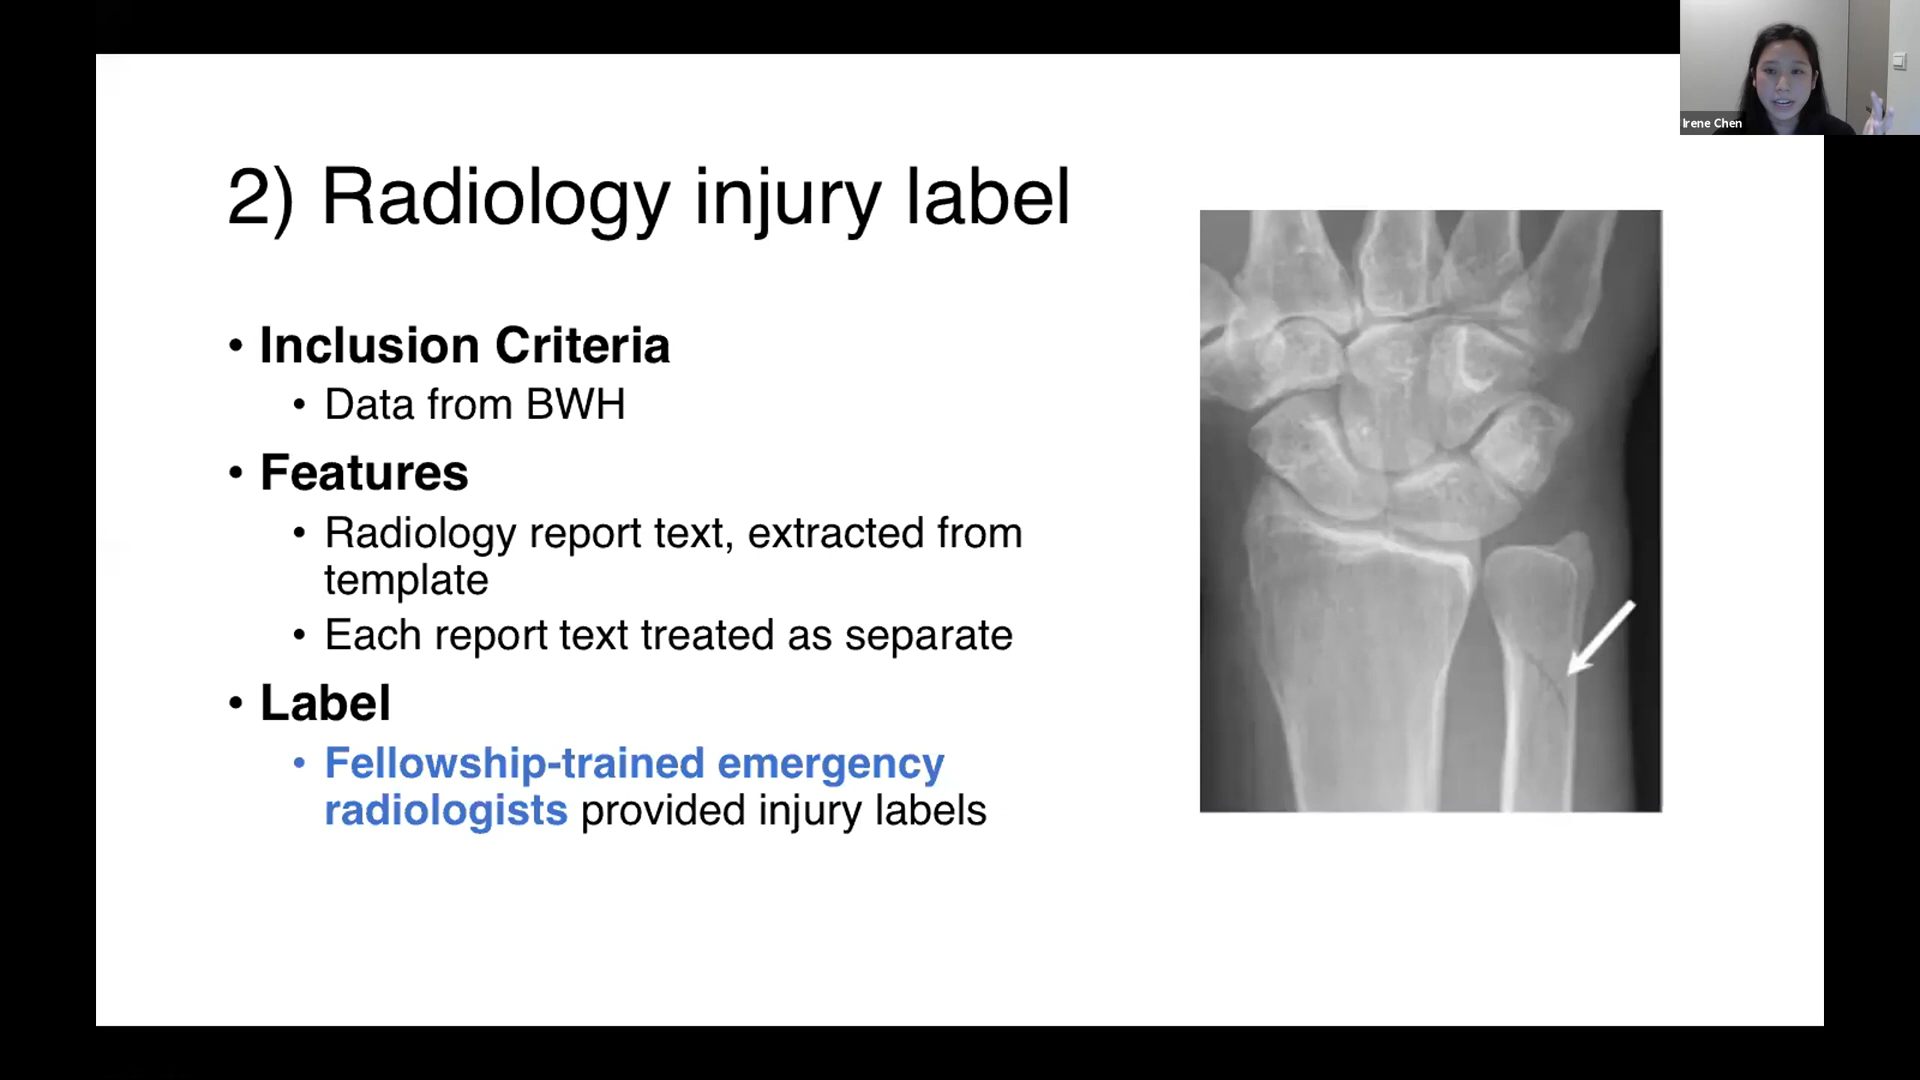 Irene Chen
2) Radiology injury label
• Inclusion Criteria
• Data from BWH
• Features
• Radiology report text, extracted from
template
• Each report text treated as separate
• Label
• Fellowship-trained emergency
radiologists provided injury labels